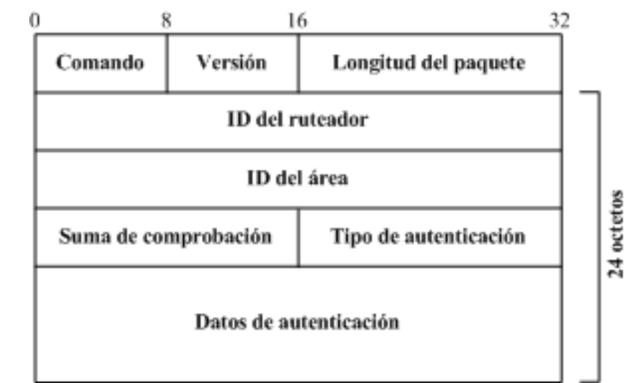 0 8 16 32
Comando Versión Longitud del paquete
ID del ruteador
ID del área
Suma de comprobación Tipo de autenticación
Datos de autenticación
24 octetos